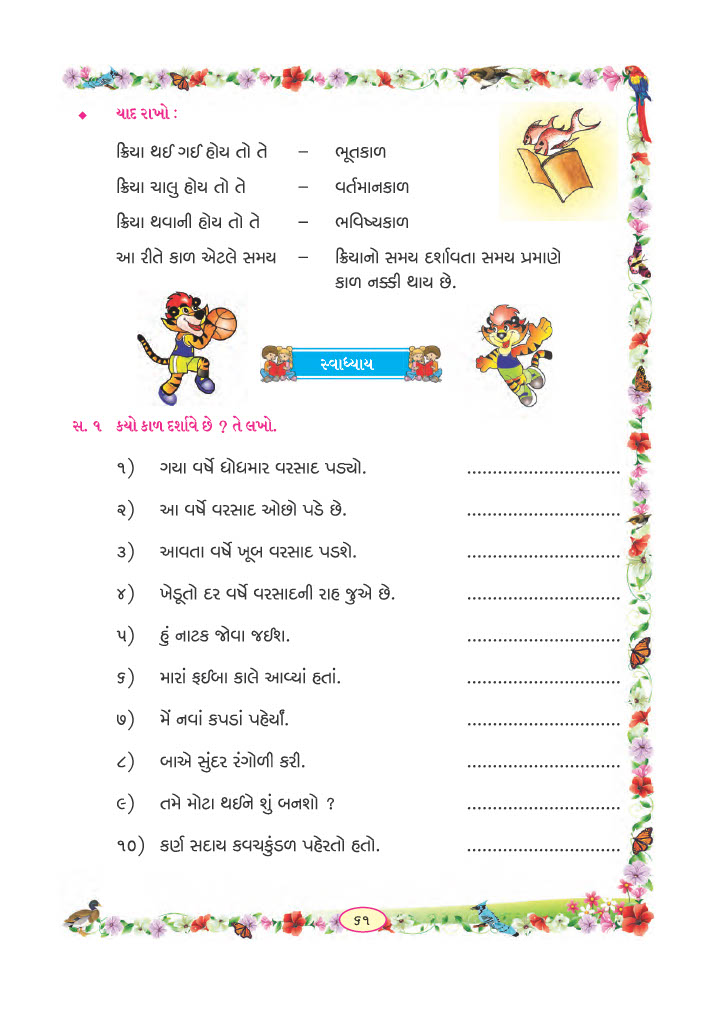 ◆ યાદ રાખો :
ક્રિયા થઈ ગઈ હોય તો તે – ભૂતકાળ
ક્રિયા ચાલુ હોય તો તે – વર્તમાનકાળ
ક્રિયા થવાની હોય તો તે – ભવિષ્યકાળ
આ રીતે કાળ એટલે સમય – ક્રિયાનો સમય દર્શાવતા સમય પ્રમાણે
કાળ નક્કી થાય છે.
સ્વાધ્યાય
સ. ૧ કયો કાળ દર્શાવે છે ? તે લખો.
૧) ગયા વર્ષે ધોધમાર વરસાદ પડ્યો. ..............................
૨) આ વર્ષે વરસાદ ઓછો પડે છે. ..............................
૩) આવતા વર્ષે ખૂબ વરસાદ પડશે. ..............................
૪) ખેડૂતો દર વર્ષે વરસાદની રાહ જુએ છે. ..............................
૫) હું નાટક જોવા જઈશ. ..............................
૬) મારાં ફઈબા કાલે આવ્યાં હતાં. ..............................
૭) મેં નવાં કપડાં પહેર્યાં. ..............................
૮) બાએ સુંદર રંગોળી કરી. ..............................
૯) તમે મોટા થઈને શું બનશો ? ..............................
૧૦) કર્ણ સદાય કવચકુંડળ પહેરતો હતો. ..............................
૬૧